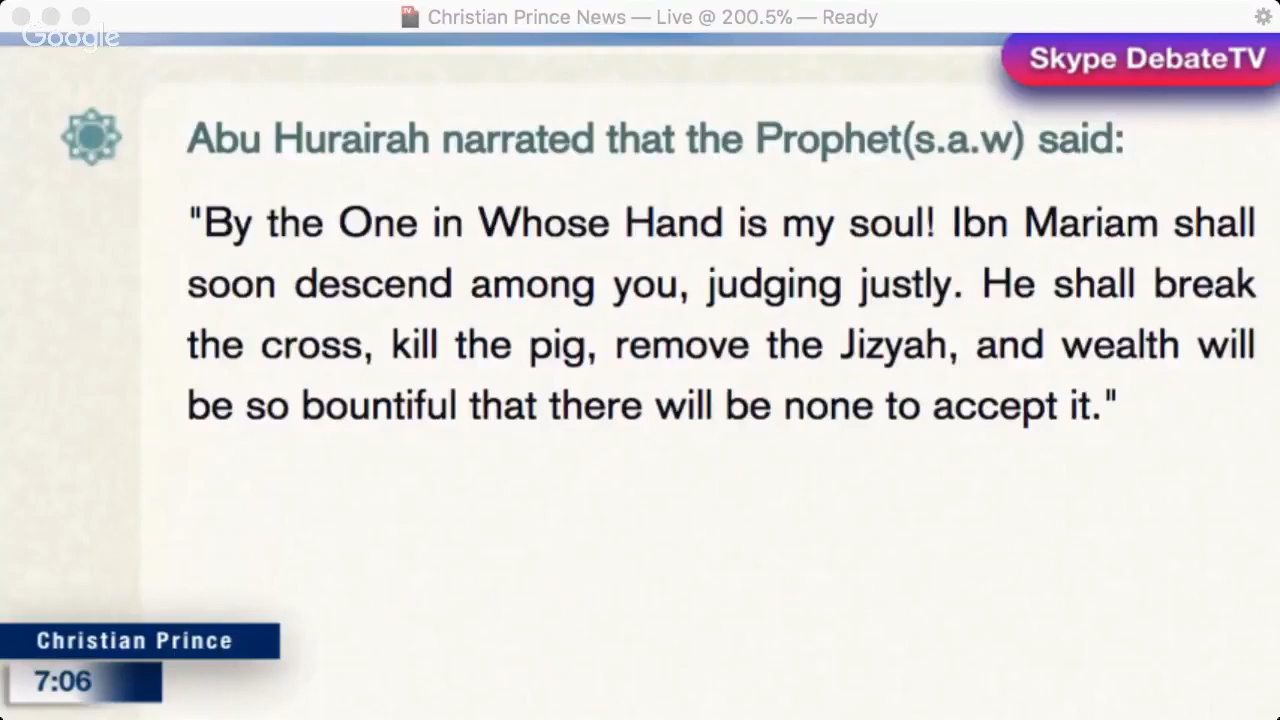 Christian Prince News — Live @ 200.5% — Ready
Google
Skype DebateTV
Abu Hurairah narrated that the Prophet(s.a.w) said:
"By the One in Whose Hand is my soul! Ibn Mariam shall
soon descend among you, judging justly. He shall break
the cross, kill the pig, remove the Jizyah, and wealth will
be so bountiful that there will be none to accept it."
Christian Prince
7:06